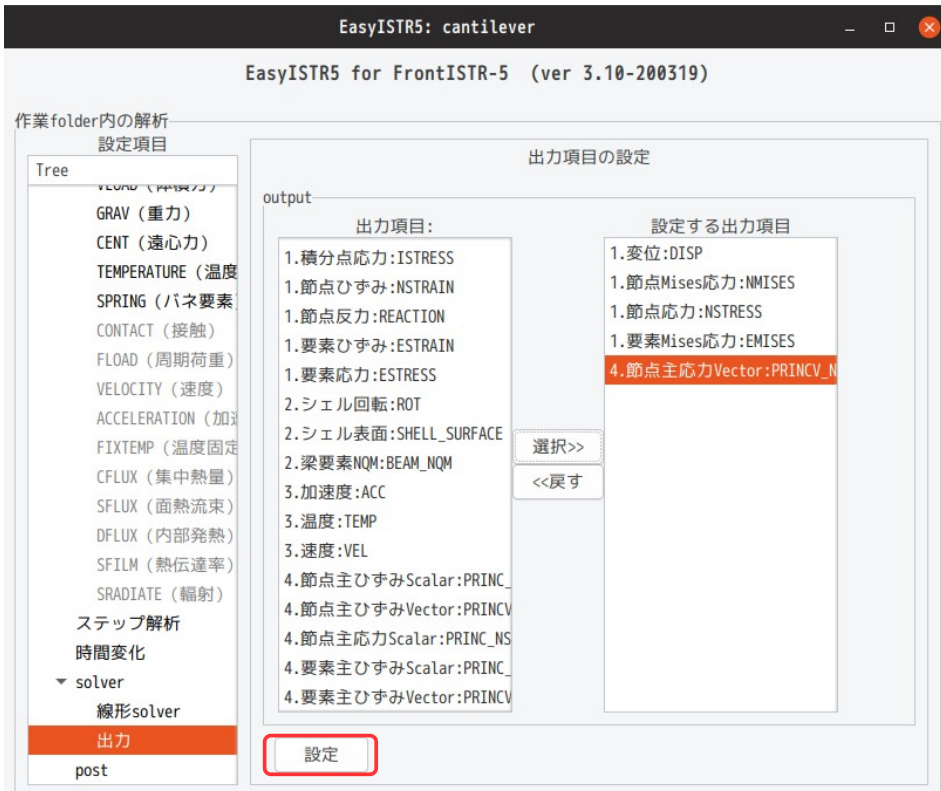 EasyISTR5: cantilever
EasyISTR5 for FrontISTR-5 (ver 3.10-200319)
作業folder内の解析
設定項目
Tree
VLOAD (体積力)
GRAV (重力)
CENT (遠心力)
TEMPERATURE (温度
SPRING (バネ要素
CONTACT (接触)
FLOAD (周期荷重)
VELOCITY (速度)
ACCELERATION (加速
FIXTEMP (温度固定
CFLUX (集中熱量)
SFLUX (面熱流束)
DFLUX (内部発熱)
SFILM (熱伝達率)
SRADIATE (輻射)
ステップ解析
時間変化
solver
線形solver
出力
post
出力項目の設定
output
出力項目:
1.積分点応力:ISTRESS
1.節点ひずみ:NSTRAIN
1.節点反力:REACTION
1.要素ひずみ:ESTRAIN
1.要素応力:ESTRESS
2.シェル回転:ROT
2.シェル表面:SHELL_SURFACE
2.梁要素NQM:BEAM_NQM
3.加速度:ACC
3.温度:TEMP
3.速度:VEL
4.節点主ひずみScalar:PRINC_
4.節点主ひずみVector:PRINCV
4.節点主応力Scalar:PRINC_NS
4.要素主ひずみScalar:PRINC_
4.要素主ひずみVector:PRINCV
選択>>
<<戻す
設定する出力項目
1.変位:DISP
1.節点Mises応力:NMISES
1.節点応力:NSTRESS
1.要素Mises応力:EMISES
4.節点主応力Vector:PRINCV_N
設定